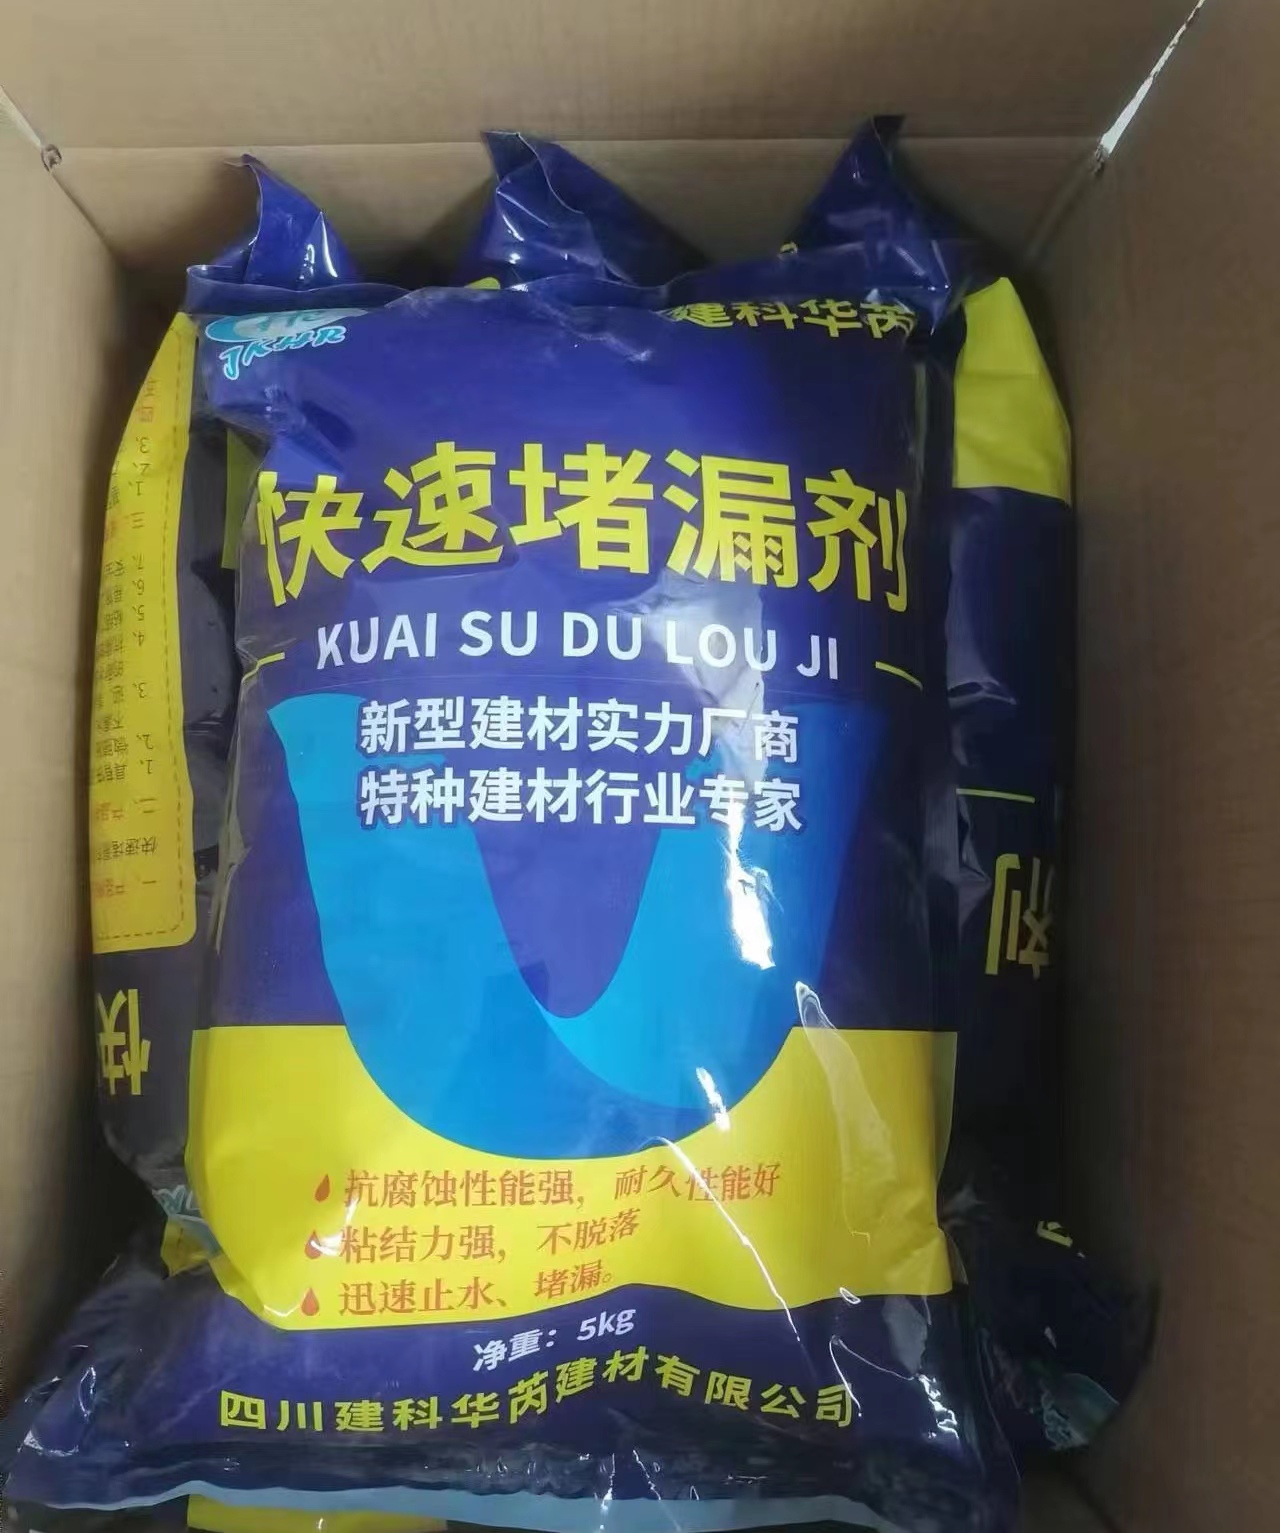 JKHR
建科华芮
快速堵漏剂
KUAI SU DU LOU JI
新型建材实力厂商
特种建材行业专家
抗腐蚀性能强，耐久性能好
粘结力强，不脱落
迅速止水、堵漏。
净重：5kg
四川建科华芮建材有限公司
快
剂